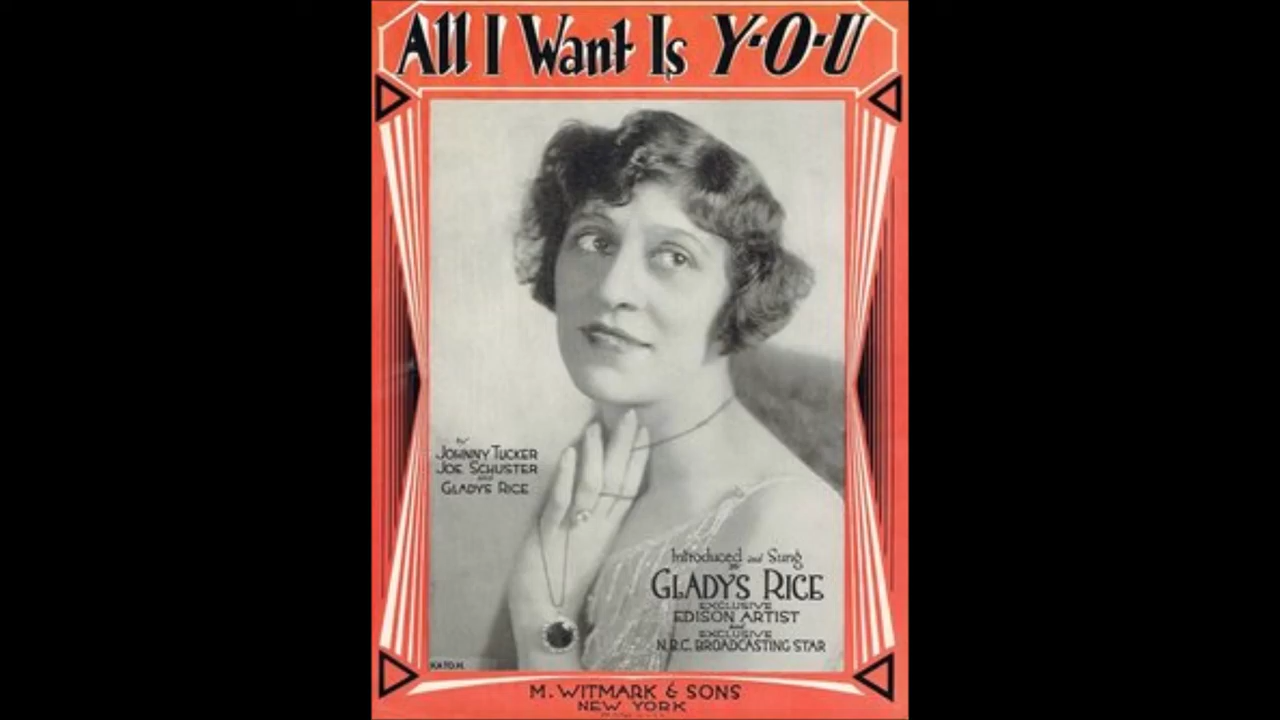 All I Want Is Y·O·U
by
JOHNNY TUCKER
JOE SCHUSTER
and
GLADYS RICE
Introduced and Sung
by
GLADYS RICE
EXCLUSIVE
EDISON ARTIST
and
EXCLUSIVE
N.B.C. BROADCASTING STAR
KATO.H.
M. WITMARK & SONS
NEW YORK